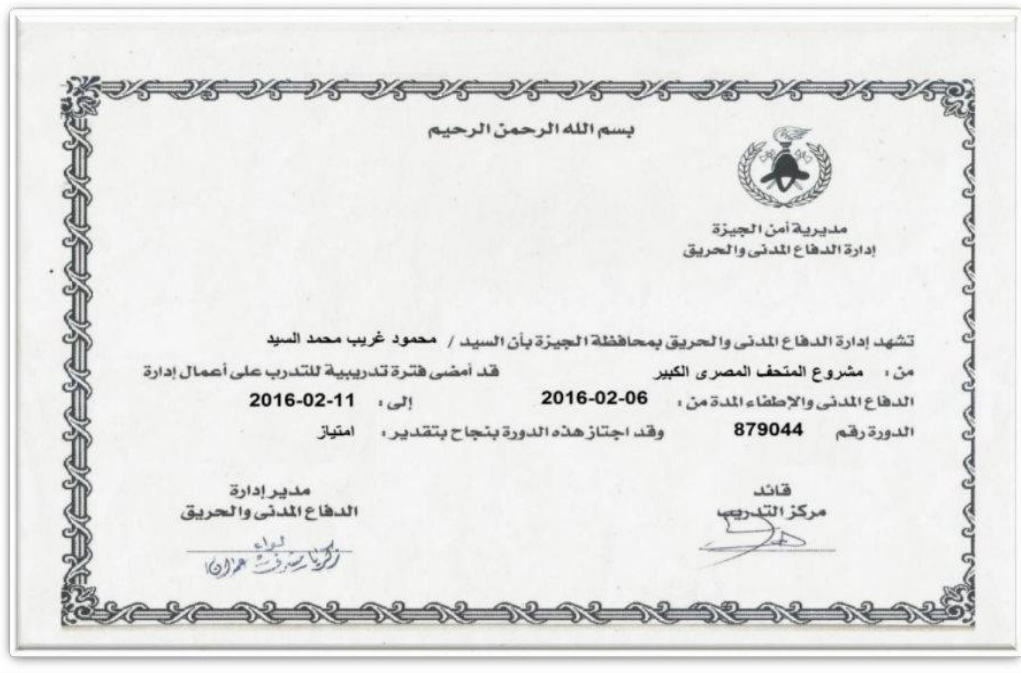 بسم الله الرحمن الرحيم
مديرية أمن الجيزة
إدارة الدفاع المدنى والحريق
تشهد إدارة الدفاع المدنى والحريق بمحافظة الجيزة بأن السيد / محمود غريب محمد السيد
من : مشروع المتحف المصرى الكبير قد أمضى فترة تدريبية للتدرب على أعمال إدارة
الدفاع المدنى والإطفاء المدة من : 2016-02-06 إلى : 2016-02-11
الدورة رقم 879044 وقد اجتاز هذه الدورة بنجاح بتقدير : امتياز
قائد
مركز التدريب
مدير إدارة
الدفاع المدنى والحريق
لواء
زكريا